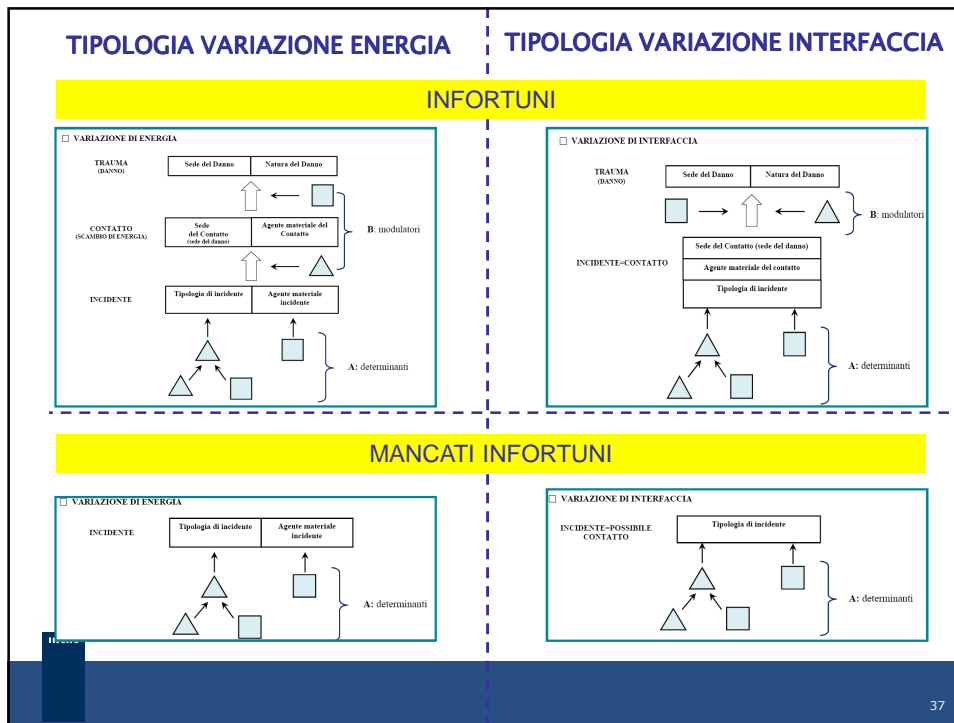 TIPOLOGIA VARIAZIONE ENERGIA
TIPOLOGIA VARIAZIONE INTERFACCIA
INFORTUNI
VARIAZIONE DI ENERGIA
TRAUMA
(DANNO)
Sede del Danno
Natura del Danno
CONTATTO
(SCAMBIO DI ENERGIA)
Sede
del Contatto
(sede del danno)
Agente materiale del
Contatto
B: modulatori
INCIDENTE
Tipologia di incidente
Agente materiale
incidente
A: determinanti
VARIAZIONE DI INTERFACCIA
TRAUMA
(DANNO)
Sede del Danno
Natura del Danno
B: modulatori
INCIDENTE=CONTATTO
Sede del Contatto (sede del danno)
Agente materiale del contatto
Tipologia di incidente
A: determinanti
MANCATI INFORTUNI
VARIAZIONE DI ENERGIA
INCIDENTE
Tipologia di incidente
Agente materiale
incidente
A: determinanti
VARIAZIONE DI INTERFACCIA
INCIDENTE=POSSIBILE
CONTATTO
Tipologia di incidente
A: determinanti
37